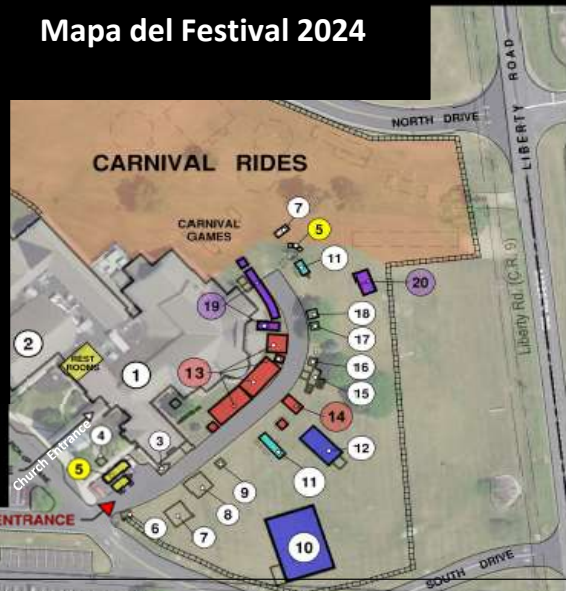 Mapa del Festival 2024
NORTH DRIVE
LIBERTY ROAD
Liberty Rd. (C.R. 9)
CARNIVAL RIDES
CARNIVAL
GAMES
7
5
11
20
19
18
17
2
REST
ROOMS
1
13
16
15
14
3
12
4
Church Entrance
5
11
9
8
ENTRANCE
6
7
10
SOUTH DRIVE